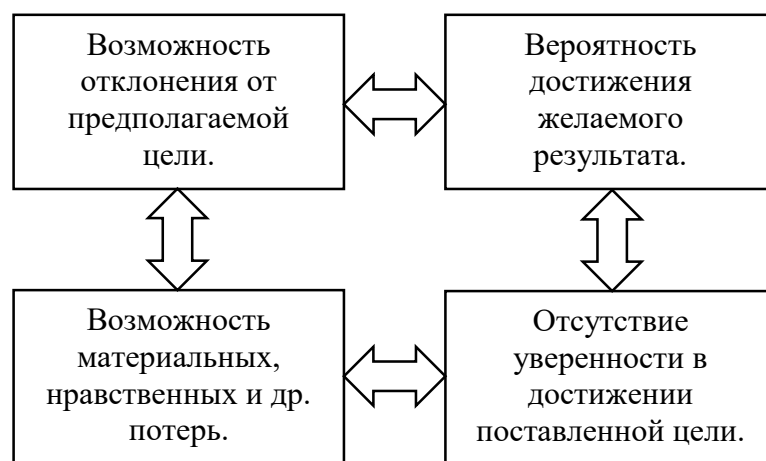 Возможность
отклонения от
предполагаемой
цели.
Вероятность
достижения
желаемого
результата.
Возможность
материальных,
нравственных и др.
потерь.
Отсутствие
уверенности в
достижении
поставленной цели.